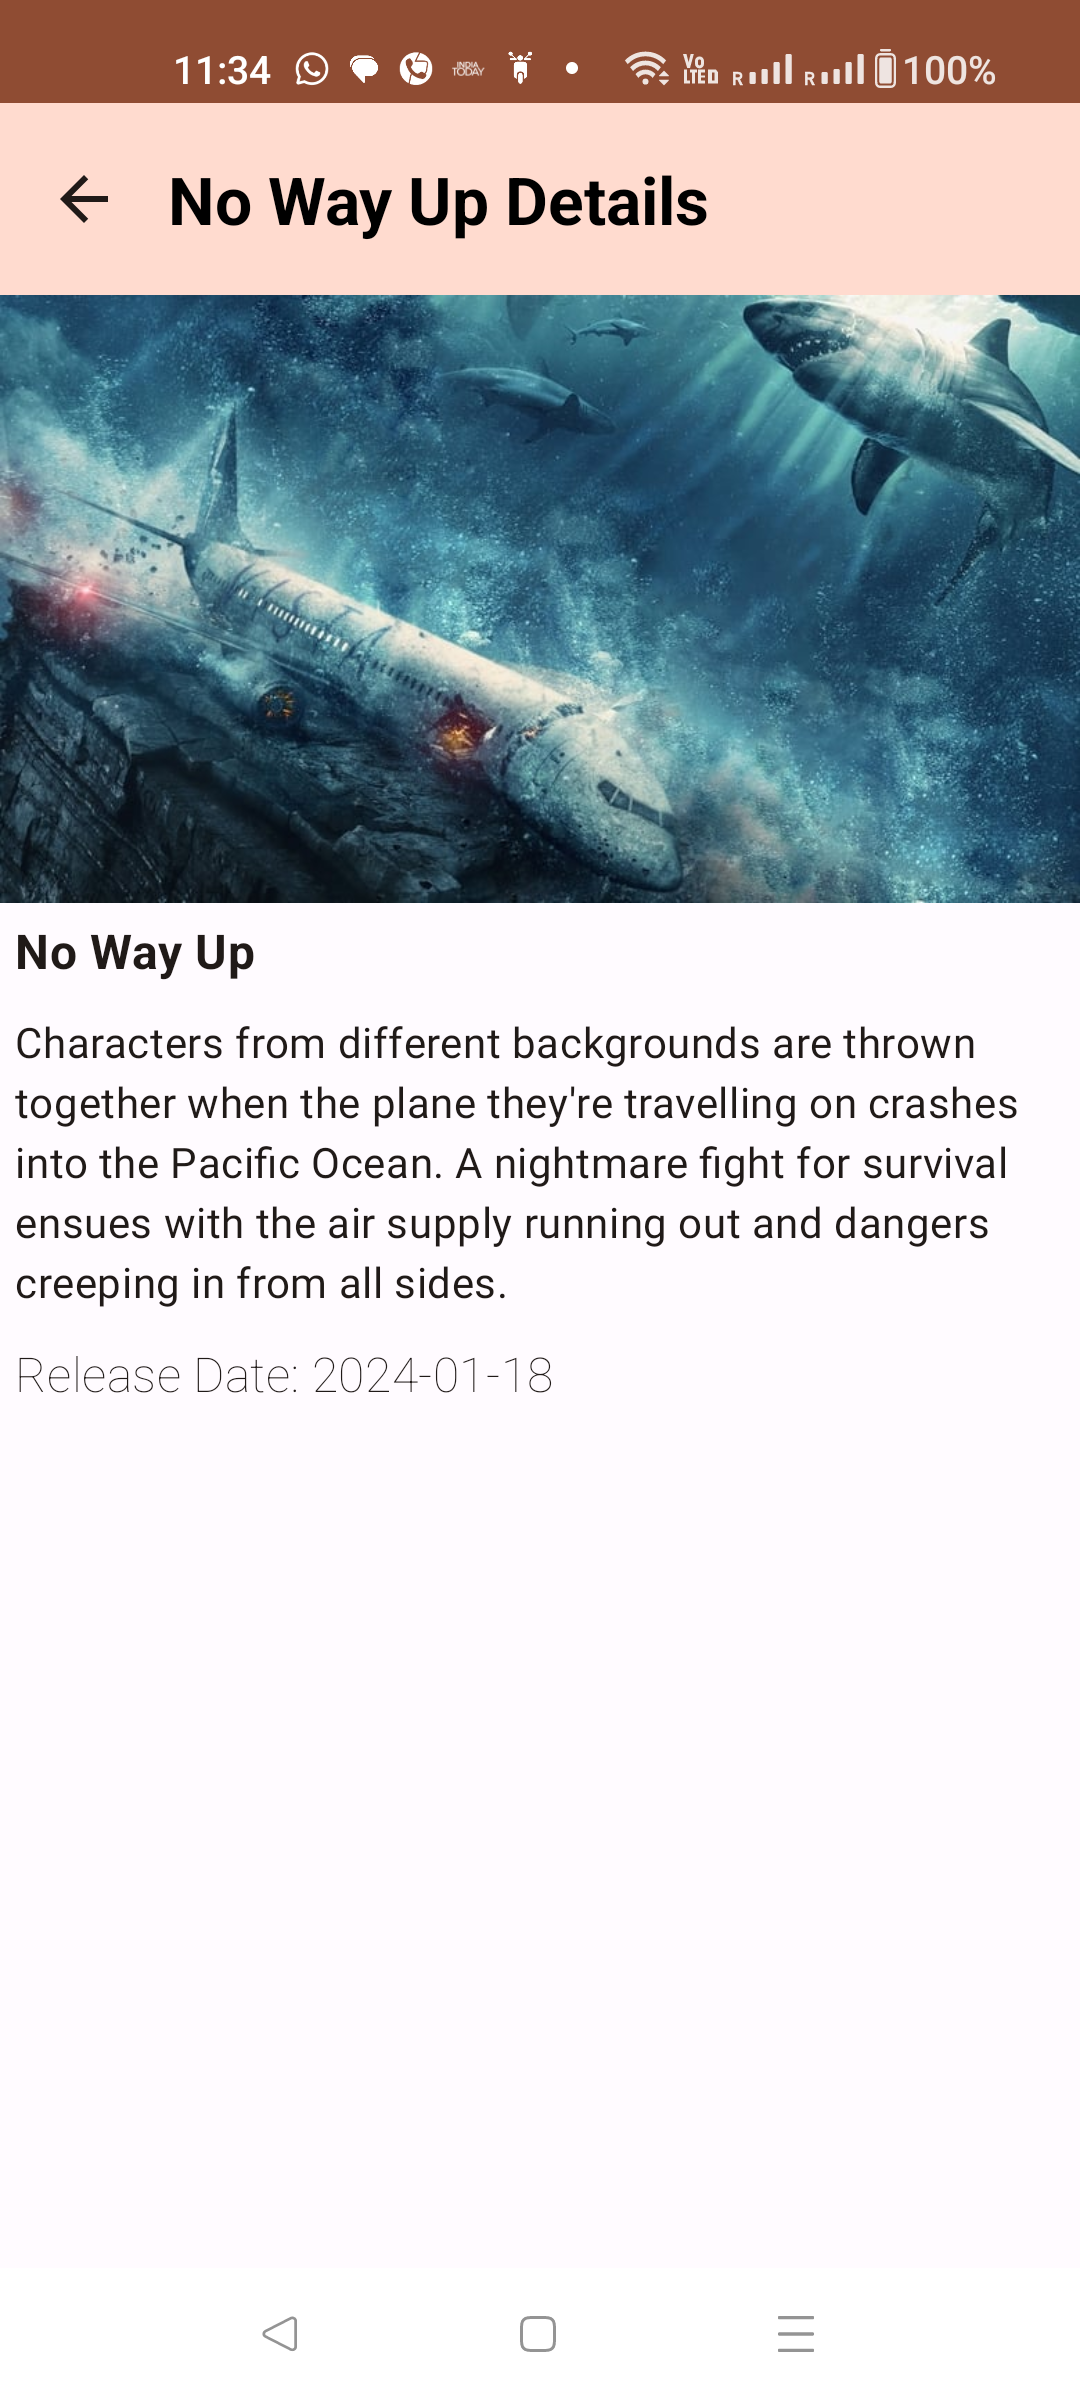 11:34 INDIA TODAY Vo LTED R R 100%
No Way Up Details
No Way Up
Characters from different backgrounds are thrown
together when the plane they're travelling on crashes
into the Pacific Ocean. A nightmare fight for survival
ensues with the air supply running out and dangers
creeping in from all sides.
Release Date: 2024-01-18